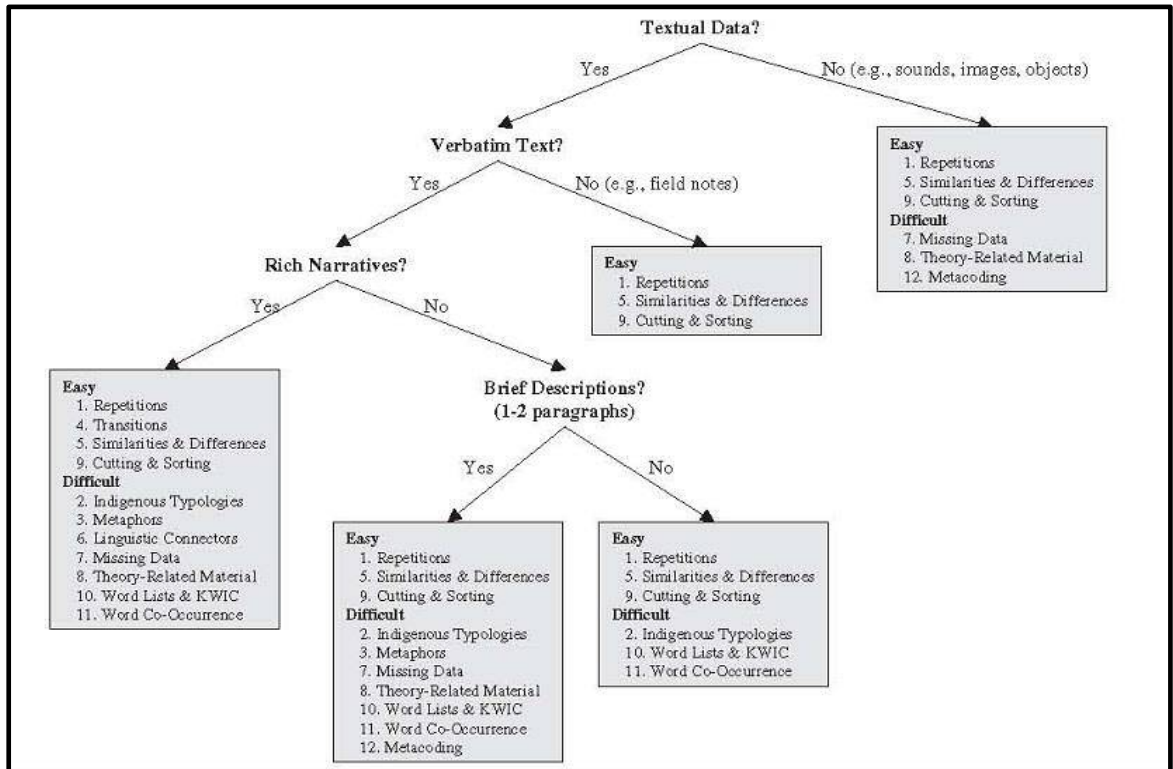 Textual Data?
Yes
No (e.g., sounds, images, objects)
Verbatim Text?
Yes
No (e.g., field notes)
Easy
1. Repetitions
5. Similarities & Differences
9. Cutting & Sorting
Difficult
7. Missing Data
8. Theory-Related Material
12. Metacoding
Rich Narratives?
Yes
No
Easy
1. Repetitions
5. Similarities & Differences
9. Cutting & Sorting
Easy
1. Repetitions
4. Transitions
5. Similarities & Differences
9. Cutting & Sorting
Difficult
2. Indigenous Typologies
3. Metaphors
6. Linguistic Connectors
7. Missing Data
8. Theory-Related Material
10. Word Lists & KWIC
11. Word Co-Occurrence
Brief Descriptions?
(1-2 paragraphs)
Yes
No
Easy
1. Repetitions
5. Similarities & Differences
9. Cutting & Sorting
Difficult
2. Indigenous Typologies
3. Metaphors
7. Missing Data
8. Theory-Related Material
10. Word Lists & KWIC
11. Word Co-Occurrence
12. Metacoding
Easy
1. Repetitions
5. Similarities & Differences
9. Cutting & Sorting
Difficult
2. Indigenous Typologies
10. Word Lists & KWIC
11. Word Co-Occurrence